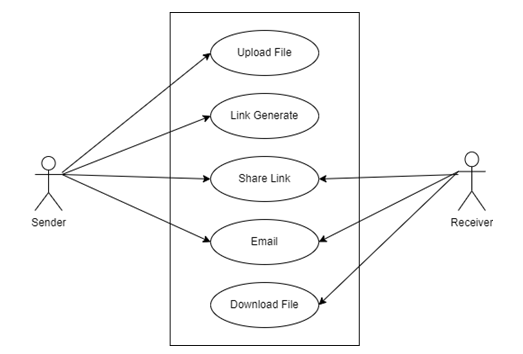 Upload File
Link Generate
Share Link
Email
Download File
Sender
Receiver